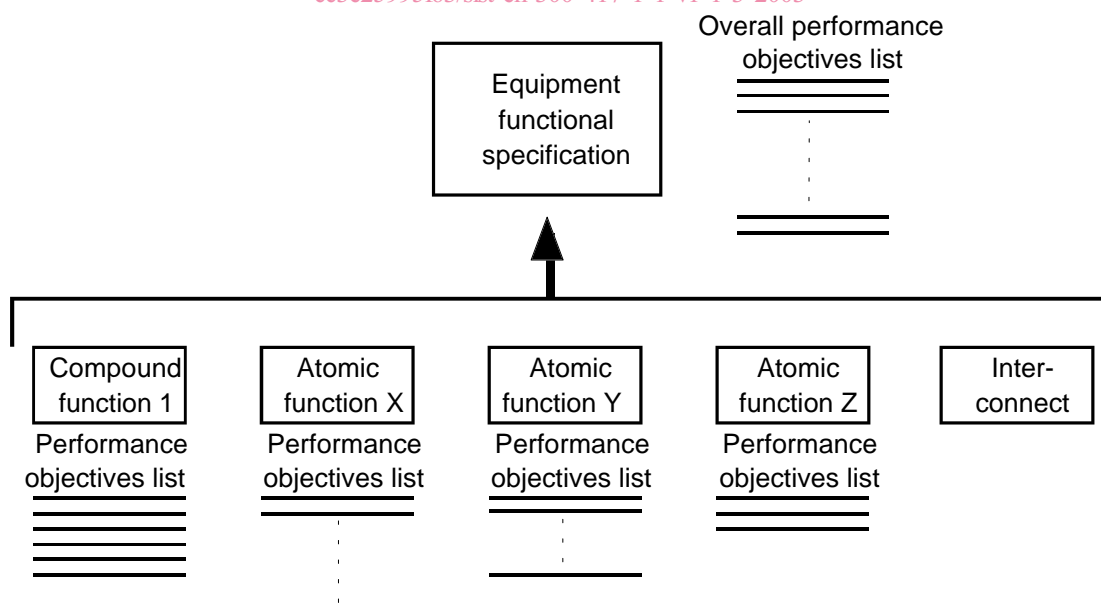 Overall performance
objectives list
Equipment
functional
specification
Compound
function 1
Atomic
function X
Atomic
function Y
Atomic
function Z
Inter-
connect
Performance
objectives list
Performance
objectives list
Performance
objectives list
Performance
objectives list